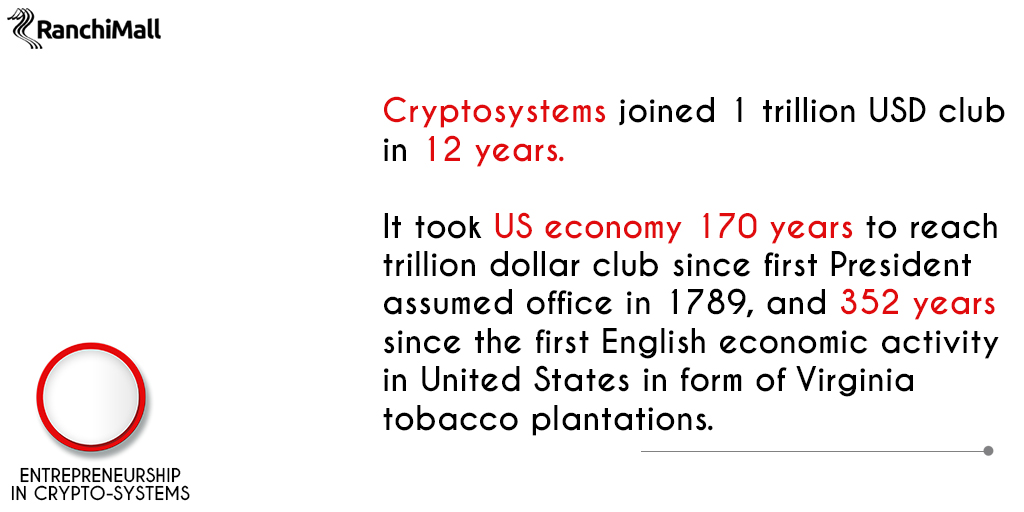 RanchiMall
Cryptosystems joined 1 trillion USD club
in 12 years.
It took US economy 170 years to reach
trillion dollar club since first President
assumed office in 1789, and 352 years
since the first English economic activity
in United States in form of Virginia
tobacco plantations.
ENTREPRENEURSHIP
IN CRYPTO-SYSTEMS